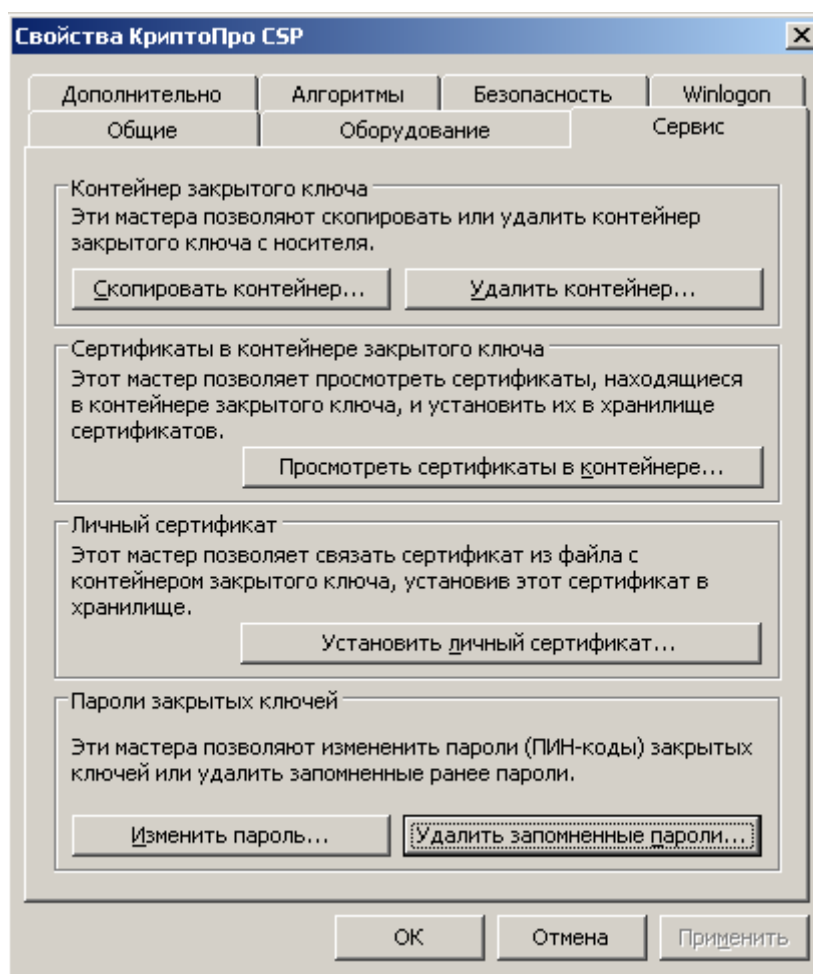 Свойства КриптоПро CSP
Дополнительно Алгоритмы Безопасность Winlogon
Общие Оборудование Сервис
Контейнер закрытого ключа
Эти мастера позволяют скопировать или удалить контейнер
закрытого ключа с носителя.
Скопировать контейнер... Удалить контейнер...
Сертификаты в контейнере закрытого ключа
Этот мастер позволяет просмотреть сертификаты, находящиеся
в контейнере закрытого ключа, и установить их в хранилище
сертификатов.
Просмотреть сертификаты в контейнере...
Личный сертификат
Этот мастер позволяет связать сертификат из файла с
контейнером закрытого ключа, установив этот сертификат в
хранилище.
Установить личный сертификат...
Пароли закрытых ключей
Эти мастера позволяют измененить пароли (ПИН-коды) закрытых
ключей или удалить запомненные ранее пароли.
Изменить пароль... Удалить запомненные пароли...
ОК Отмена Применить